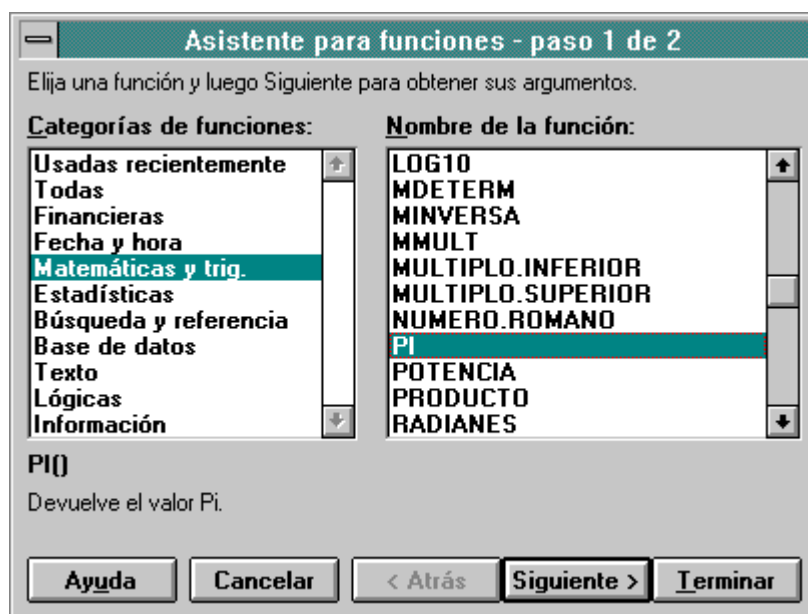 Asistente para funciones - paso 1 de 2
Elija una función y luego Siguiente para obtener sus argumentos.
Categorías de funciones:
Usadas recientemente
Todas
Financieras
Fecha y hora
Matemáticas y trig.
Estadísticas
Búsqueda y referencia
Base de datos
Texto
Lógicas
Información
Nombre de la función:
LOG10
MDETERM
MINVERSA
MMULT
MULTIPLO.INFERIOR
MULTIPLO.SUPERIOR
NUMERO.ROMANO
PI
POTENCIA
PRODUCTO
RADIANES
PI()
Devuelve el valor Pi.
Ayuda
Cancelar
< Atrás
Siguiente >
Terminar